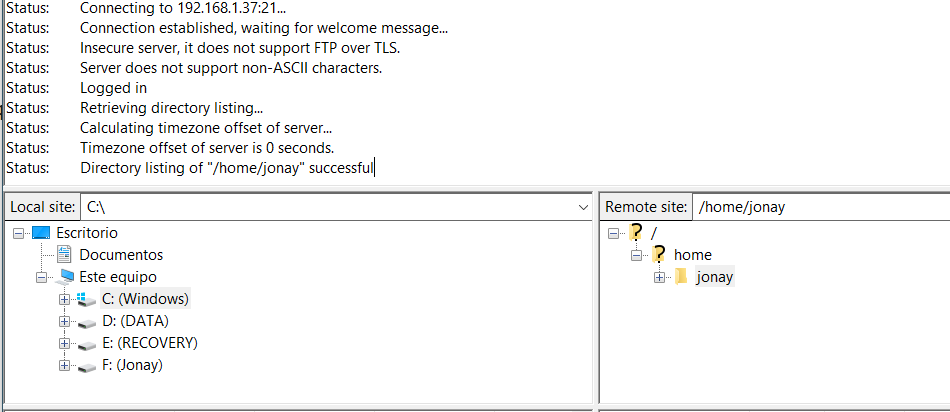 Status: Connecting to 192.168.1.37:21...
Status: Connection established, waiting for welcome message...
Status: Insecure server, it does not support FTP over TLS.
Status: Server does not support non-ASCII characters.
Status: Logged in
Status: Retrieving directory listing...
Status: Calculating timezone offset of server...
Status: Timezone offset of server is 0 seconds.
Status: Directory listing of "/home/jonay" successful
Local site: C:\
Escritorio
Documentos
Este equipo
C: (Windows)
D: (DATA)
E: (RECOVERY)
F: (Jonay)
Remote site: /home/jonay
/
home
jonay